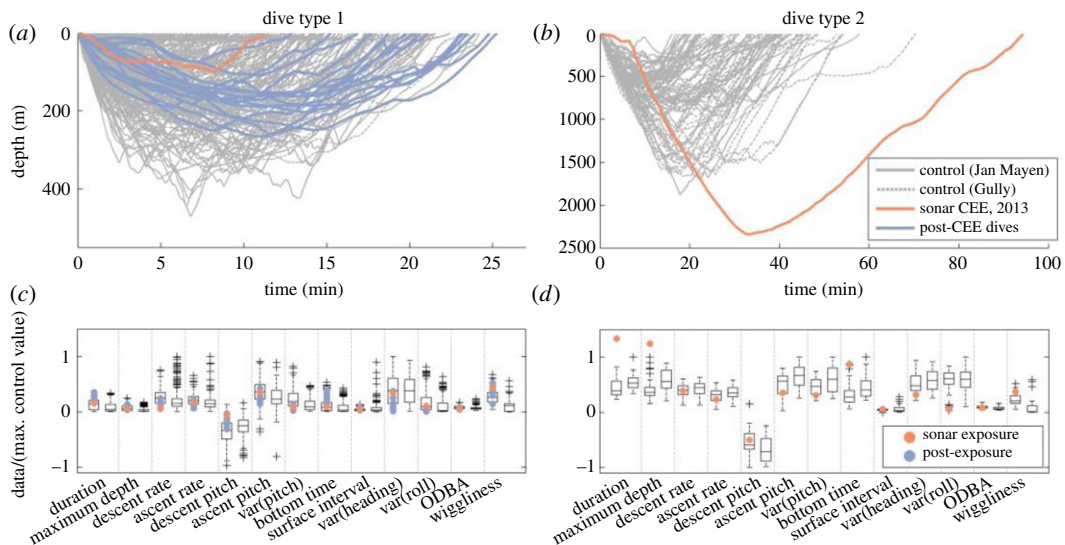 dive type 1
dive type 2
(a)
(b)
depth (m)
0
200
400
0
5
10
15
20
25
time (min)
0
500
1000
1500
2000
2500
0
20
40
60
80
100
time (min)
control (Jan Mayen)
control (Gully)
sonar CEE, 2013
post-CEE dives
(c)
(d)
data/(max. control value)
1
0
−1
duration
maximum depth
descent rate
ascent rate
descent pitch
ascent pitch
var(pitch)
bottom time
surface interval
var(heading)
var(roll)
ODBA
wiggliness
1
0
−1
duration
maximum depth
descent rate
ascent rate
descent pitch
ascent pitch
var(pitch)
bottom time
surface interval
var(heading)
var(roll)
ODBA
wiggliness
sonar exposure
post-exposure